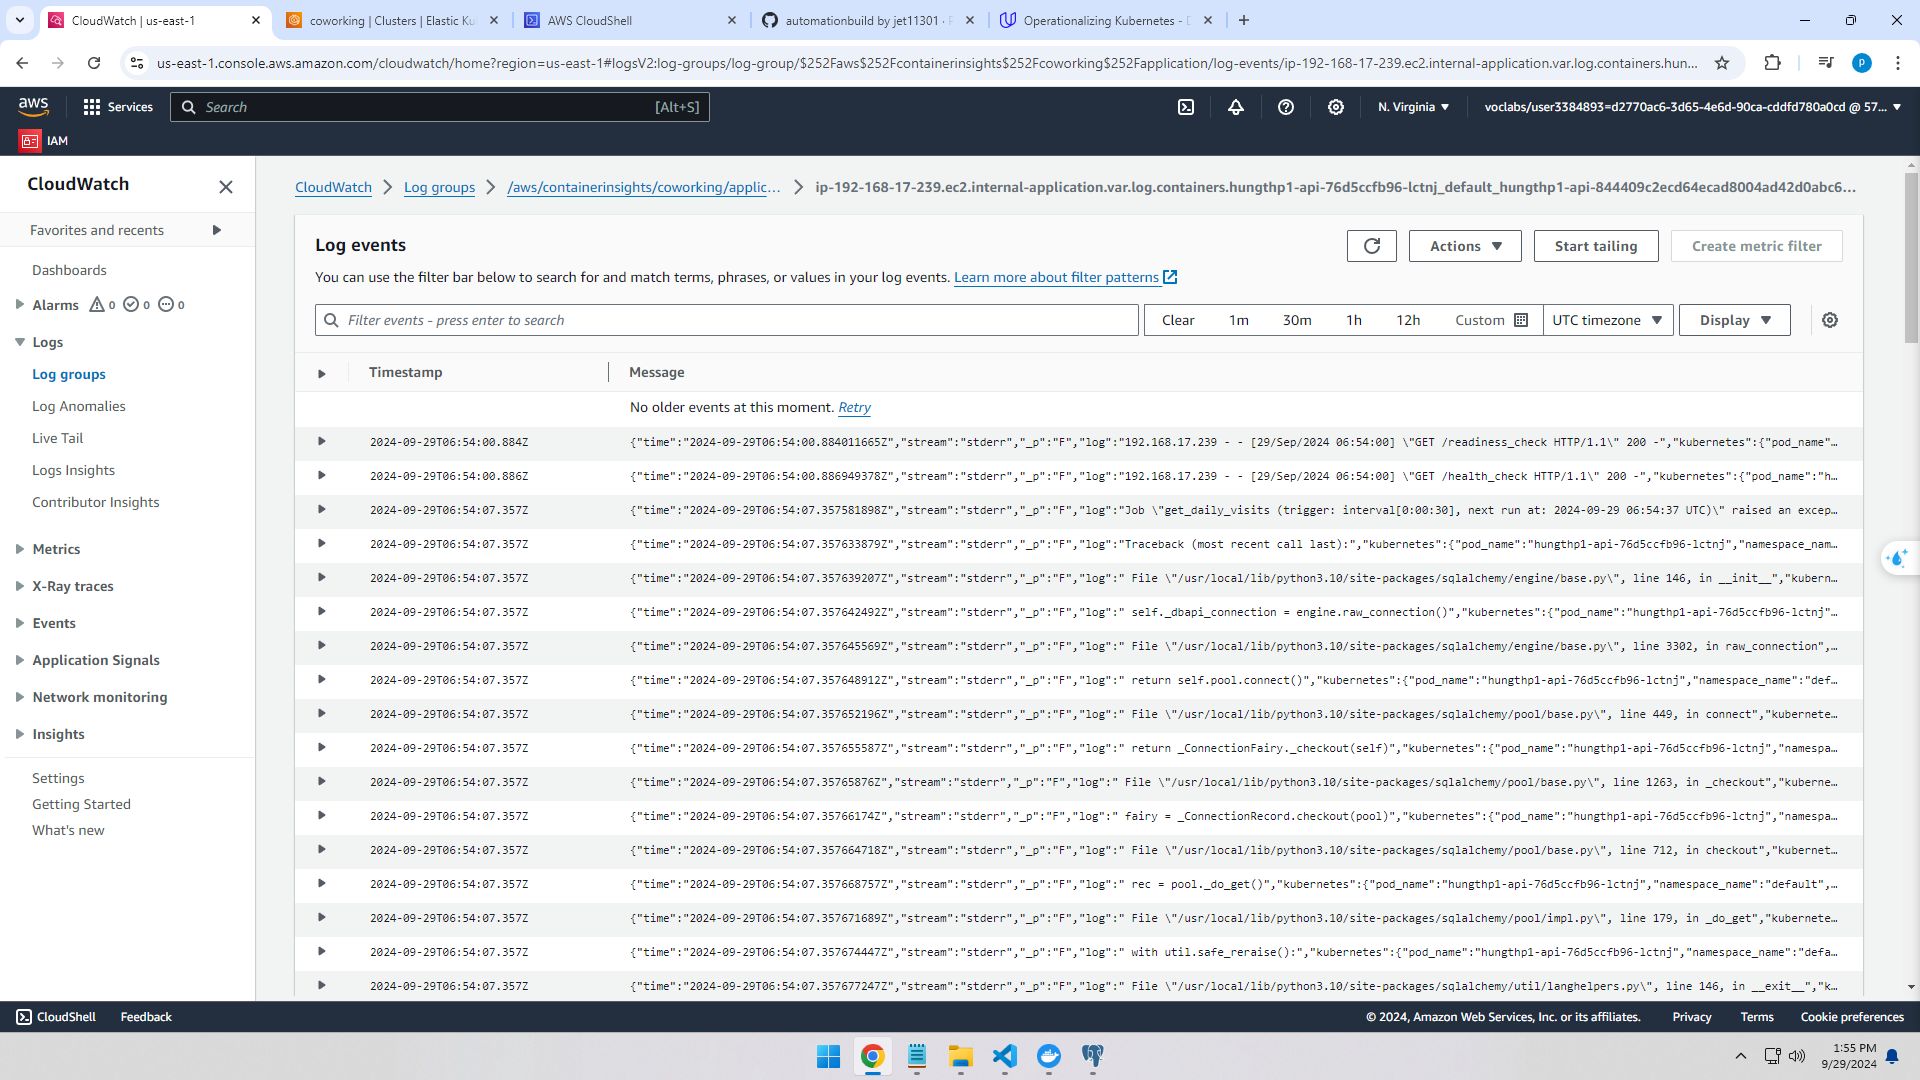 CloudWatch | us-east-1
coworking | Clusters | Elastic Ku
AWS CloudShell
automationbuild by jet11301 ·
Operationalizing Kubernetes -
us-east-1.console.aws.amazon.com/cloudwatch/home?region=us-east-1#logsV2:log-groups/log-group/$252Faws$252Fcontainerinsights$252Fcoworking$252Fapplication/log-events/ip-192-168-17-239.ec2.internal-application.var.log.containers.hun...
p
aws
Services
Search
[Alt+S]
N. Virginia
voclabs/user3384893=d2770ac6-3d65-4e6d-90ca-cddfd780a0cd @ 57...
IAM
CloudWatch
Favorites and recents
Dashboards
Alarms 0 0 0
Logs
Log groups
Log Anomalies
Live Tail
Logs Insights
Contributor Insights
Metrics
X-Ray traces
Events
Application Signals
Network monitoring
Insights
Settings
Getting Started
What's new
CloudWatch
Log groups
/aws/containerinsights/coworking/applic...
ip-192-168-17-239.ec2.internal-application.var.log.containers.hungthp1-api-76d5ccfb96-lctnj_default_hungthp1-api-844409c2ecd64ecad8004ad42d0abc6...
Log events
Actions
Start tailing
Create metric filter
You can use the filter bar below to search for and match terms, phrases, or values in your log events. Learn more about filter patterns
Filter events - press enter to search
Clear
1m
30m
1h
12h
Custom
UTC timezone
Display
Timestamp
Message
No older events at this moment. Retry
2024-09-29T06:54:00.884Z {"time":"2024-09-29T06:54:00.884011665Z","stream":"stderr","_p":"F","log":"192.168.17.239 - - [29/Sep/2024 06:54:00] \"GET /readiness_check HTTP/1.1\" 200 -","kubernetes":{"pod_name"...
2024-09-29T06:54:00.886Z {"time":"2024-09-29T06:54:00.886949378Z","stream":"stderr","_p":"F","log":"192.168.17.239 - - [29/Sep/2024 06:54:00] \"GET /health_check HTTP/1.1\" 200 -","kubernetes":{"pod_name":"h...
2024-09-29T06:54:07.357Z {"time":"2024-09-29T06:54:07.357581898Z","stream":"stderr","_p":"F","log":"Job \"get_daily_visits (trigger: interval[0:00:30], next run at: 2024-09-29 06:54:37 UTC)\" raised an excep...
2024-09-29T06:54:07.357Z {"time":"2024-09-29T06:54:07.357633879Z","stream":"stderr","_p":"F","log":"Traceback (most recent call last):","kubernetes":{"pod_name":"hungthp1-api-76d5ccfb96-lctnj","namespace_nam...
2024-09-29T06:54:07.357Z {"time":"2024-09-29T06:54:07.357639207Z","stream":"stderr","_p":"F","log":" File \"/usr/local/lib/python3.10/site-packages/sqlalchemy/engine/base.py\", line 146, in __init__","kubern...
2024-09-29T06:54:07.357Z {"time":"2024-09-29T06:54:07.357642492Z","stream":"stderr","_p":"F","log":" self._dbapi_connection = engine.raw_connection()","kubernetes":{"pod_name":"hungthp1-api-76d5ccfb96-lctnj"...
2024-09-29T06:54:07.357Z {"time":"2024-09-29T06:54:07.357645569Z","stream":"stderr","_p":"F","log":" File \"/usr/local/lib/python3.10/site-packages/sqlalchemy/engine/base.py\", line 3302, in raw_connection",...
2024-09-29T06:54:07.357Z {"time":"2024-09-29T06:54:07.357648912Z","stream":"stderr","_p":"F","log":" return self.pool.connect()","kubernetes":{"pod_name":"hungthp1-api-76d5ccfb96-lctnj","namespace_name":"def...
2024-09-29T06:54:07.357Z {"time":"2024-09-29T06:54:07.357652196Z","stream":"stderr","_p":"F","log":" File \"/usr/local/lib/python3.10/site-packages/sqlalchemy/pool/base.py\", line 449, in connect","kubernete...
2024-09-29T06:54:07.357Z {"time":"2024-09-29T06:54:07.357655587Z","stream":"stderr","_p":"F","log":" return _ConnectionFairy._checkout(self)","kubernetes":{"pod_name":"hungthp1-api-76d5ccfb96-lctnj","namespa...
2024-09-29T06:54:07.357Z {"time":"2024-09-29T06:54:07.35765876Z","stream":"stderr","_p":"F","log":" File \"/usr/local/lib/python3.10/site-packages/sqlalchemy/pool/base.py\", line 1263, in _checkout","kuberne...
2024-09-29T06:54:07.357Z {"time":"2024-09-29T06:54:07.35766174Z","stream":"stderr","_p":"F","log":" fairy = _ConnectionRecord.checkout(pool)","kubernetes":{"pod_name":"hungthp1-api-76d5ccfb96-lctnj","namespa...
2024-09-29T06:54:07.357Z {"time":"2024-09-29T06:54:07.357664718Z","stream":"stderr","_p":"F","log":" File \"/usr/local/lib/python3.10/site-packages/sqlalchemy/pool/base.py\", line 712, in checkout","kubernet...
2024-09-29T06:54:07.357Z {"time":"2024-09-29T06:54:07.357668757Z","stream":"stderr","_p":"F","log":" rec = pool._do_get()","kubernetes":{"pod_name":"hungthp1-api-76d5ccfb96-lctnj","namespace_name":"default",...
2024-09-29T06:54:07.357Z {"time":"2024-09-29T06:54:07.357671689Z","stream":"stderr","_p":"F","log":" File \"/usr/local/lib/python3.10/site-packages/sqlalchemy/pool/impl.py\", line 179, in _do_get","kubernete...
2024-09-29T06:54:07.357Z {"time":"2024-09-29T06:54:07.357674447Z","stream":"stderr","_p":"F","log":" with util.safe_reraise():","kubernetes":{"pod_name":"hungthp1-api-76d5ccfb96-lctnj","namespace_name":"defa...
2024-09-29T06:54:07.357Z {"time":"2024-09-29T06:54:07.357677247Z","stream":"stderr","_p":"F","log":" File \"/usr/local/lib/python3.10/site-packages/sqlalchemy/util/langhelpers.py\", line 146, in __exit__","k...
CloudShell
Feedback
© 2024, Amazon Web Services, Inc. or its affiliates.
Privacy
Terms
Cookie preferences
1:55 PM
9/29/2024